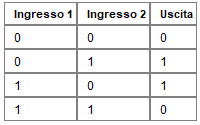 Ingresso 1 Ingresso 2 Uscita
0 0 0
0 1 1
1 0 1
1 1 0